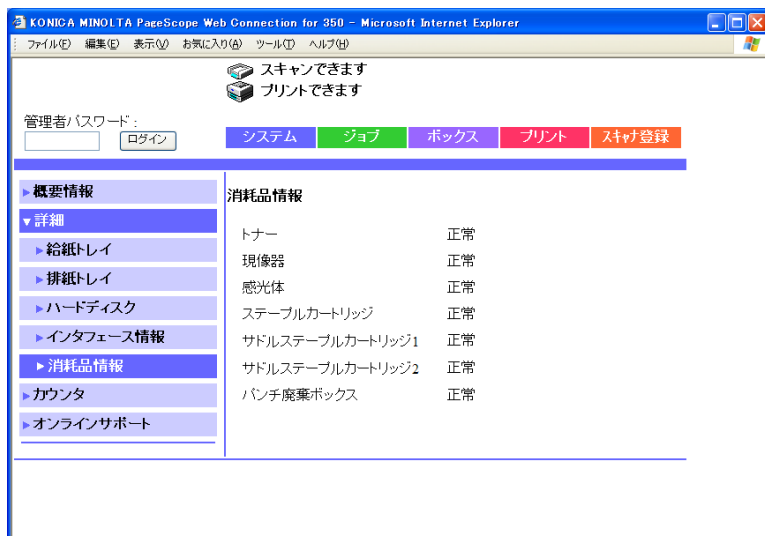 KONICA MINOLTA PageScope Web Connection for 350 - Microsoft Internet Explorer
ファイル(F) 編集(E) 表示(V) お気に入り(A) ツール(T) ヘルプ(H)
スキャンできます
プリントできます
管理者パスワード:
ログイン
システム ジョブ ボックス プリント スキャナ登録
概要情報
詳細
給紙トレイ
排紙トレイ
ハードディスク
インタフェース情報
消耗品情報
カウンタ
オンラインサポート
消耗品情報
トナー 正常
現像器 正常
感光体 正常
ステープルカートリッジ 正常
サドルステープルカートリッジ1 正常
サドルステープルカートリッジ2 正常
パンチ廃棄ボックス 正常